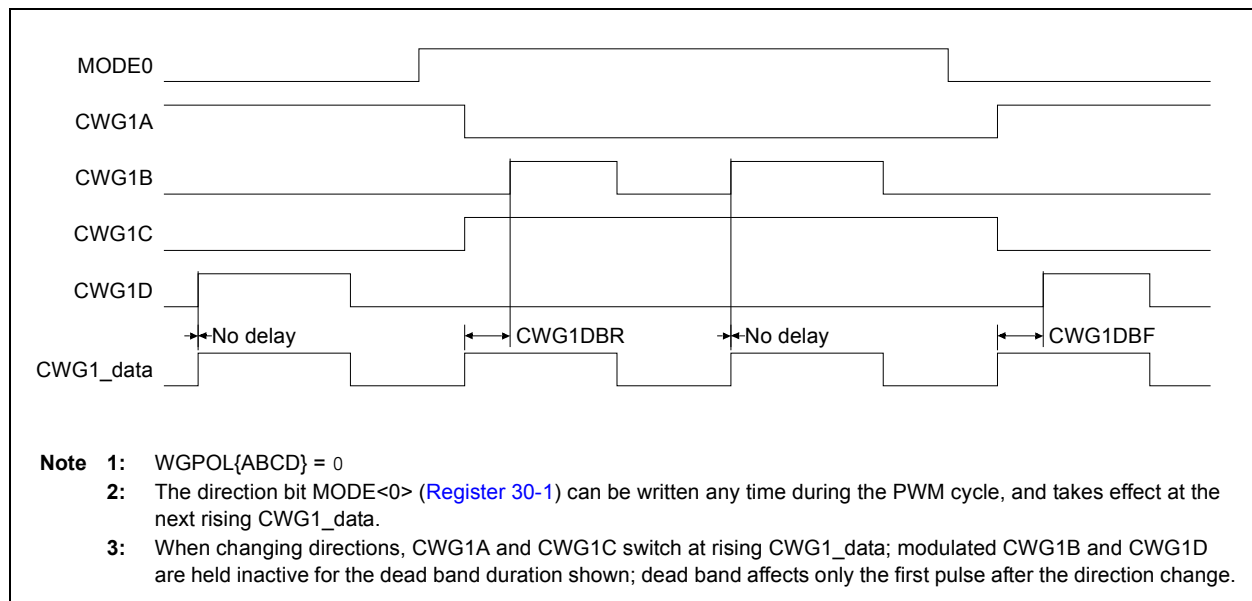 MODE0
CWG1A
CWG1B
CWG1C
CWG1D
No delay CWG1DBR No delay CWG1DBF
CWG1_data
Note 1: WGPOL{ABCD} = 0
2: The direction bit MODE<0> (Register 30-1) can be written any time during the PWM cycle, and takes effect at the
next rising CWG1_data.
3: When changing directions, CWG1A and CWG1C switch at rising CWG1_data; modulated CWG1B and CWG1D
are held inactive for the dead band duration shown; dead band affects only the first pulse after the direction change.